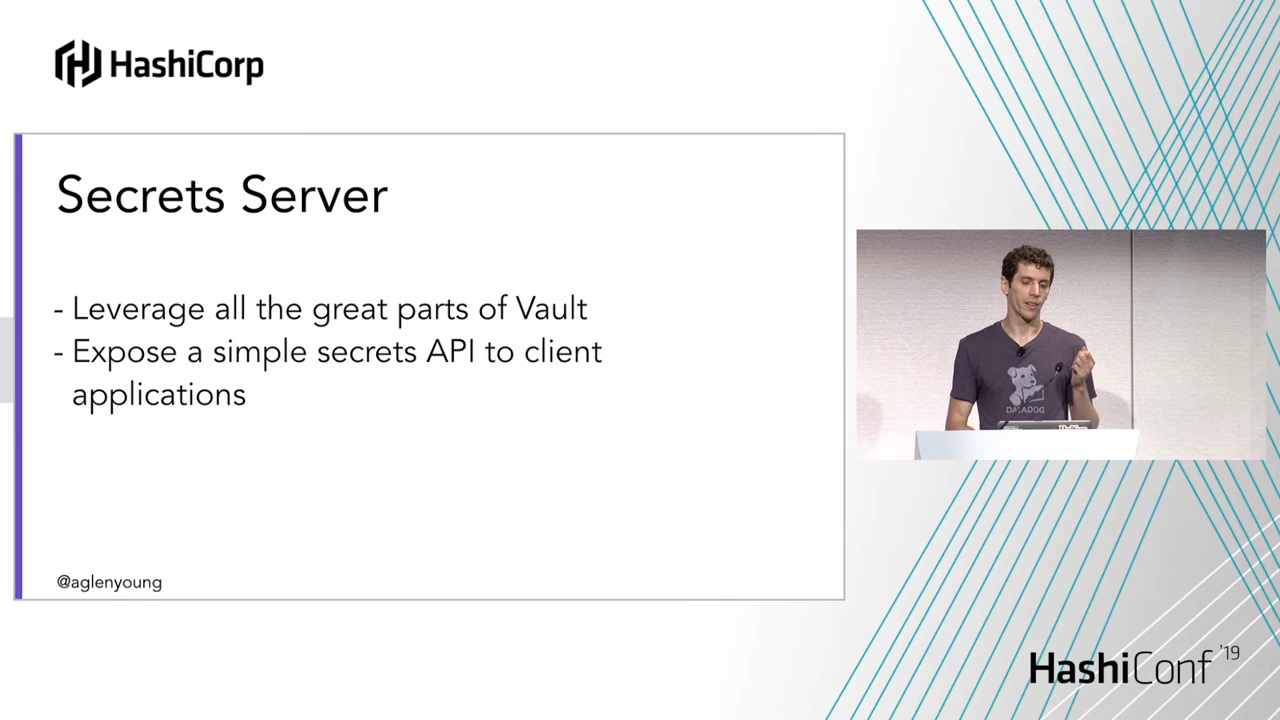 HashiCorp
Secrets Server
- Leverage all the great parts of Vault
- Expose a simple secrets API to client
applications
@aglenyoung
DATADOG
HashiConf '19